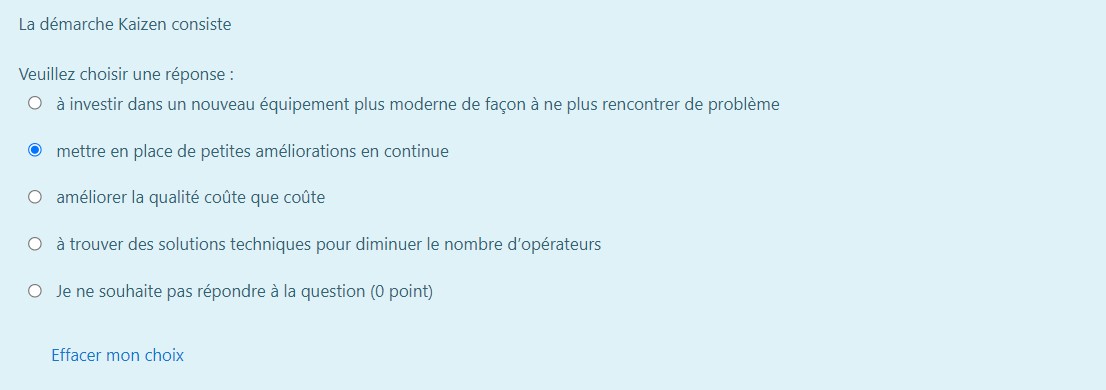 La démarche Kaizen consiste
Veuillez choisir une réponse :
à investir dans un nouveau équipement plus moderne de façon à ne plus rencontrer de problème
mettre en place de petites améliorations en continue
améliorer la qualité coûte que coûte
à trouver des solutions techniques pour diminuer le nombre d’opérateurs
Je ne souhaite pas répondre à la question (0 point)
Effacer mon choix